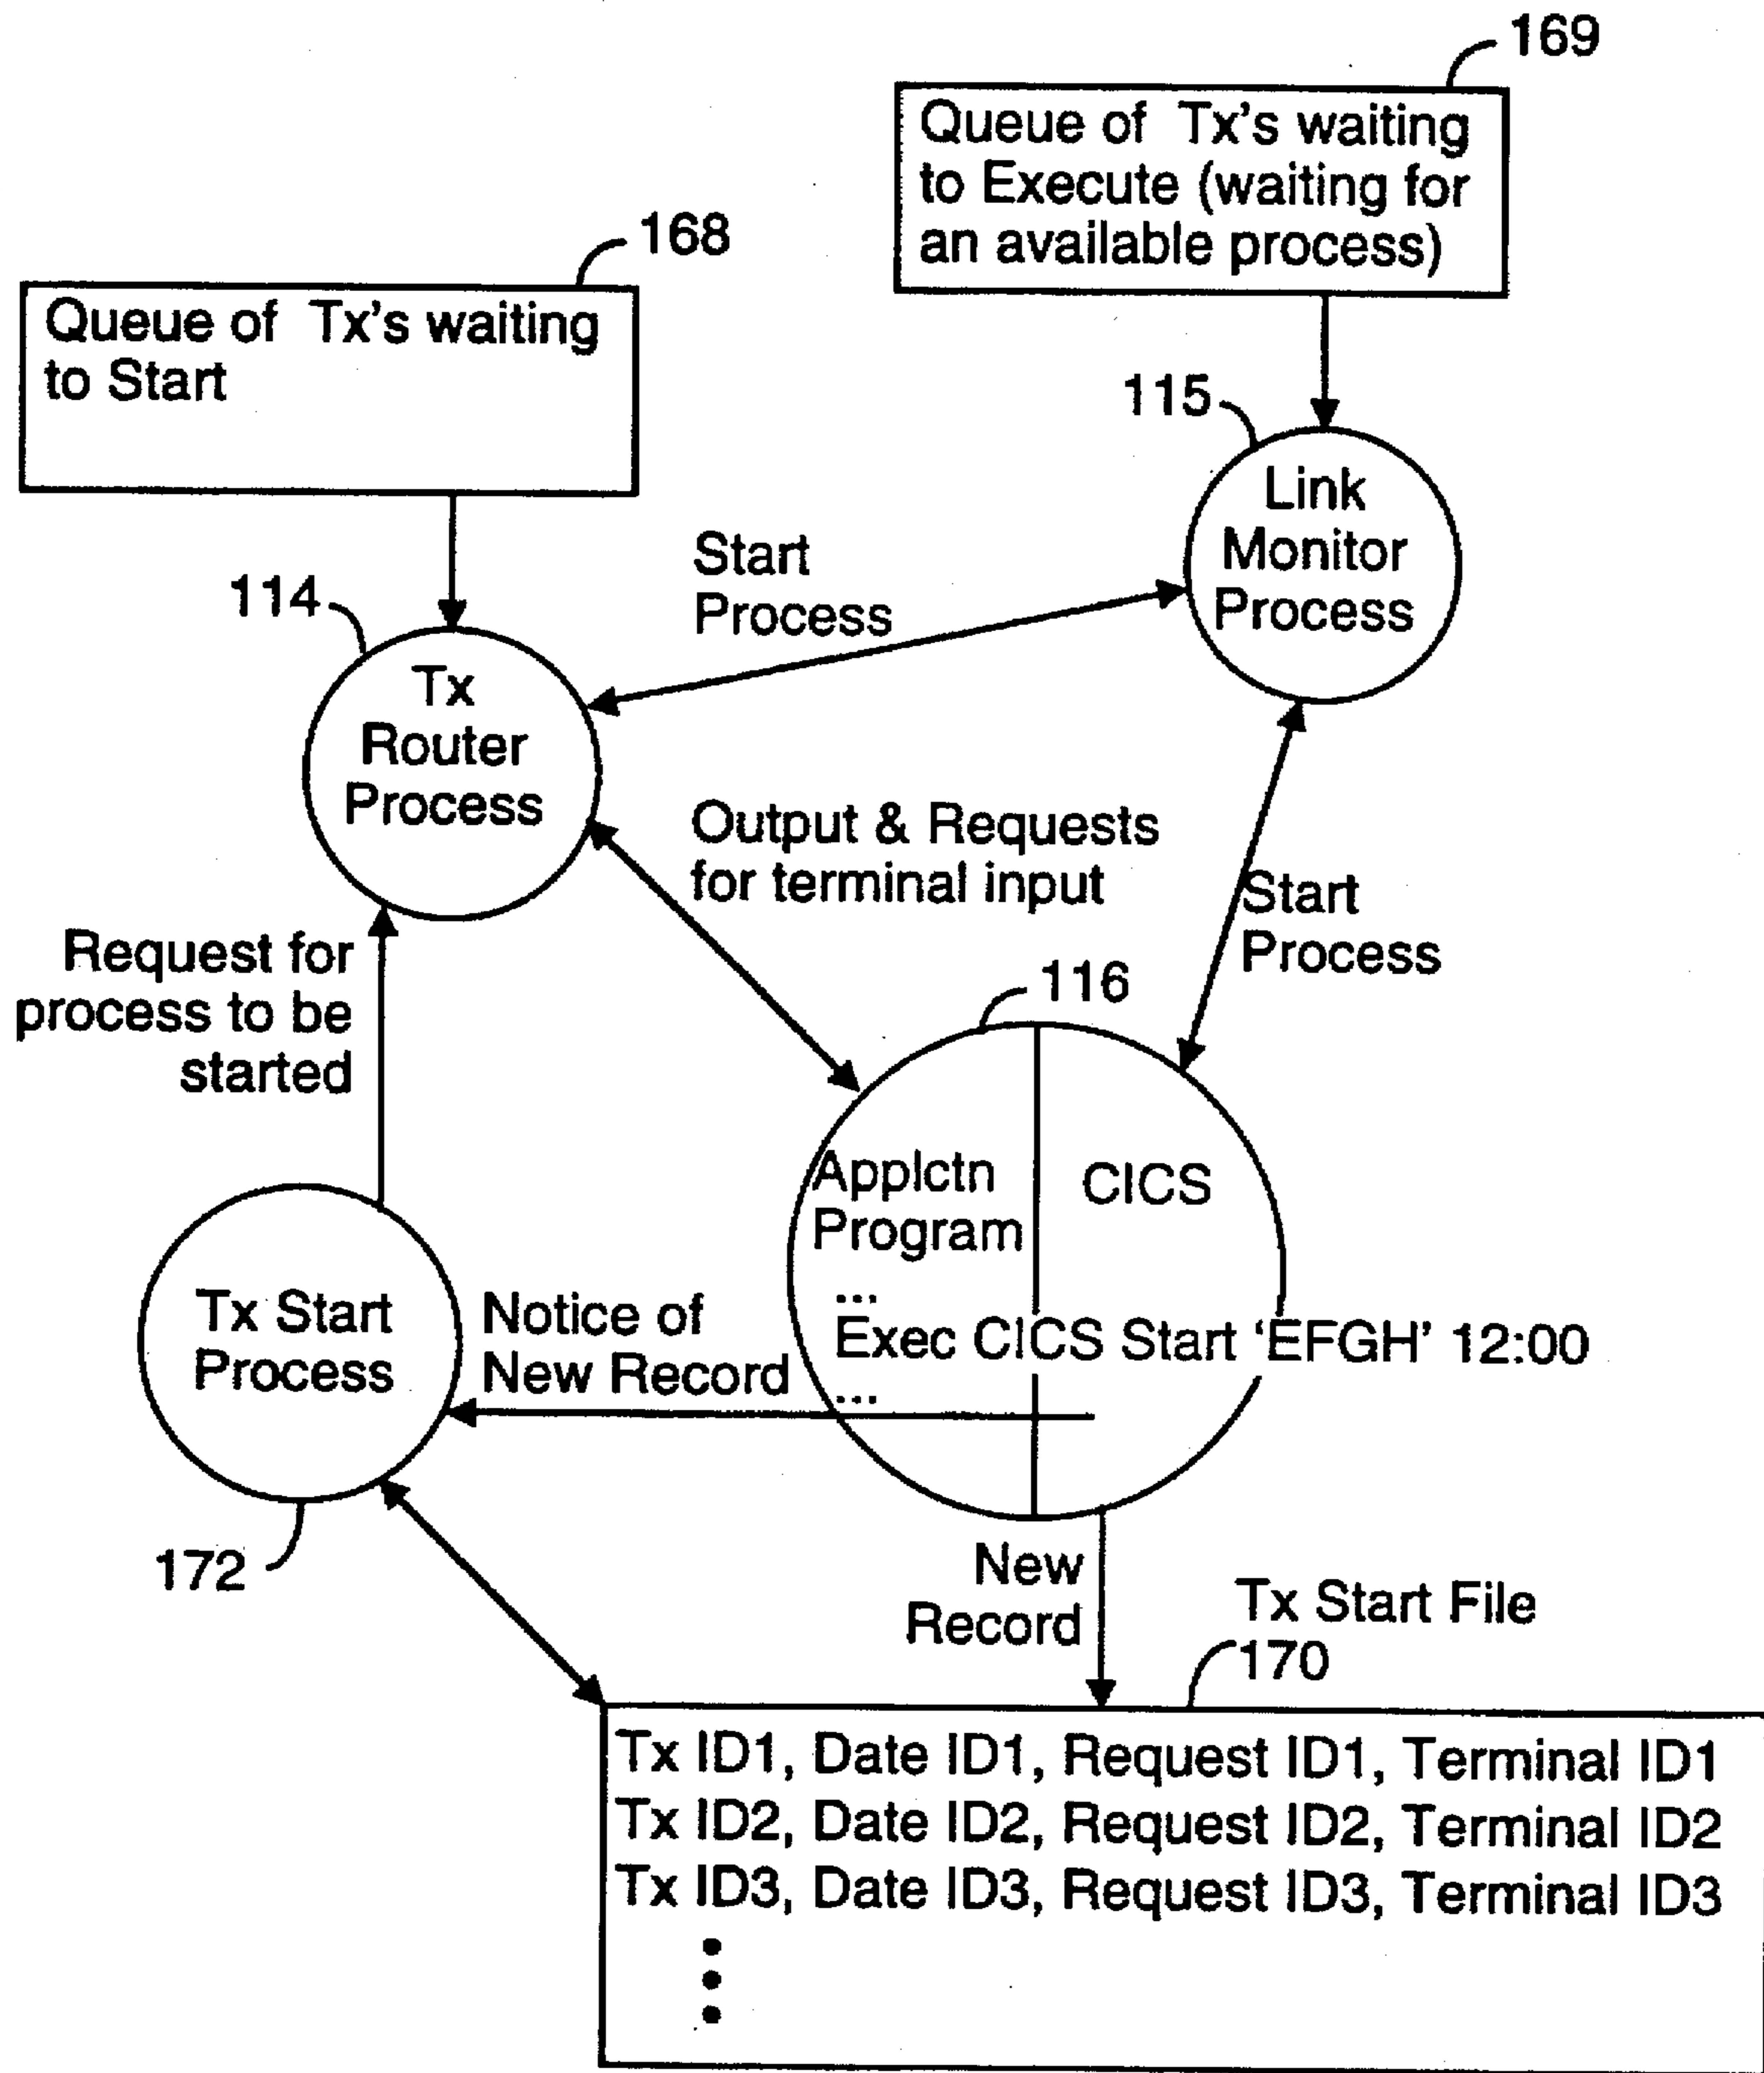 169
Queue of Tx's waiting
to Execute (waiting for
an available process)
168
Queue of Tx's waiting
to Start
115
Link
Monitor
Process
Start
Process
114
Tx
Router
Process
Output & Requests
for terminal input
Start
Process
Request for
process to be
started
116
Applctn
Program
...
CICS
Exec CICS Start 'EFGH' 12:00
...
Tx Start
Process
Notice of
New Record
172
New
Record
Tx Start File
170
Tx ID1, Date ID1, Request ID1, Terminal ID1
Tx ID2, Date ID2, Request ID2, Terminal ID2
Tx ID3, Date ID3, Request ID3, Terminal ID3